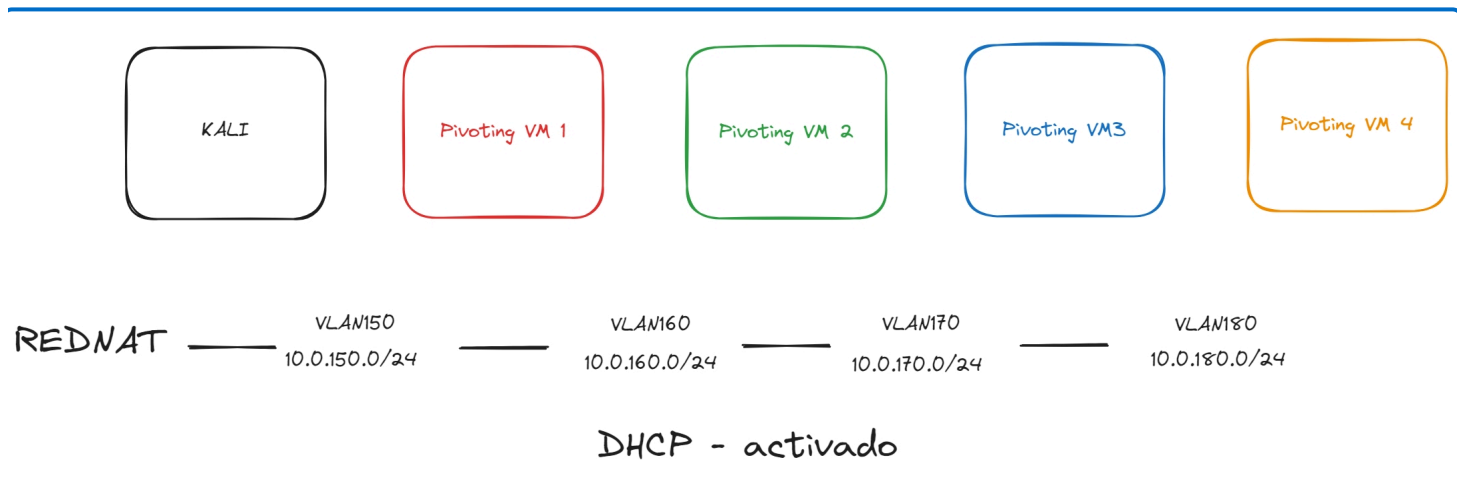 KALI
Pivoting VM 1
Pivoting VM 2
Pivoting VM3
Pivoting VM 4
REDNAT
VLAN150
10.0.150.0/24
VLAN160
10.0.160.0/24
VLAN170
10.0.170.0/24
VLAN180
10.0.180.0/24
DHCP - activado